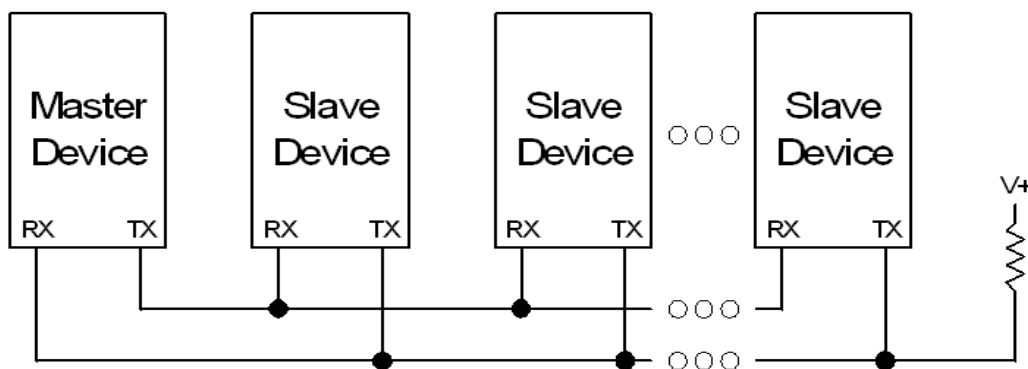 Master
Device
Slave
Device
Slave
Device
Slave
Device
V+
RX TX
RX TX
RX TX
RX TX